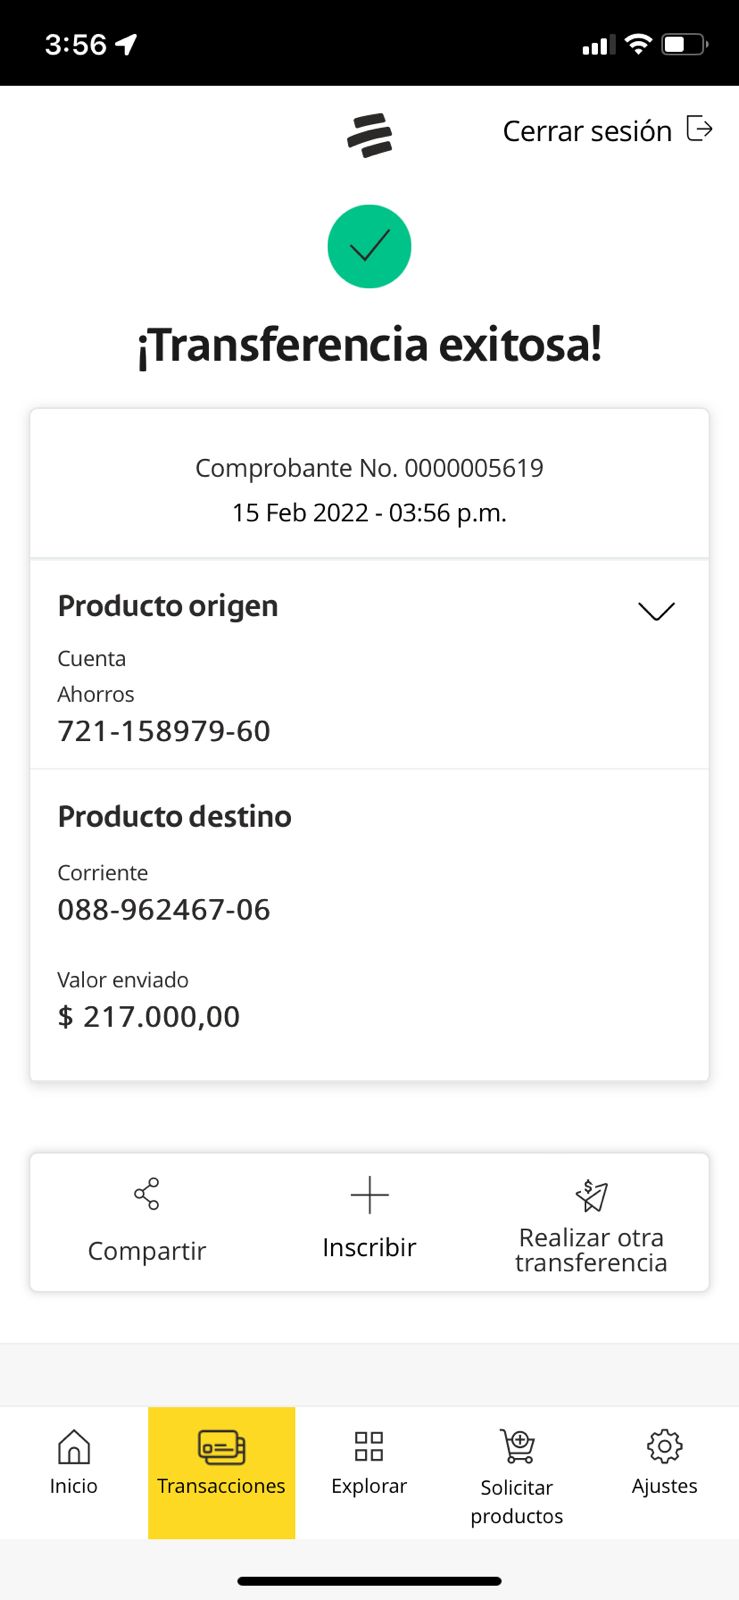 3:56
Cerrar sesión
¡Transferencia exitosa!
Comprobante No. 0000005619
15 Feb 2022 - 03:56 p.m.
Producto origen
Cuenta
Ahorros
721-158979-60
Producto destino
Corriente
088-962467-06
Valor enviado
$ 217.000,00
Compartir
Inscribir
Realizar otra
transferencia
Inicio
Transacciones
Explorar
Solicitar
productos
Ajustes